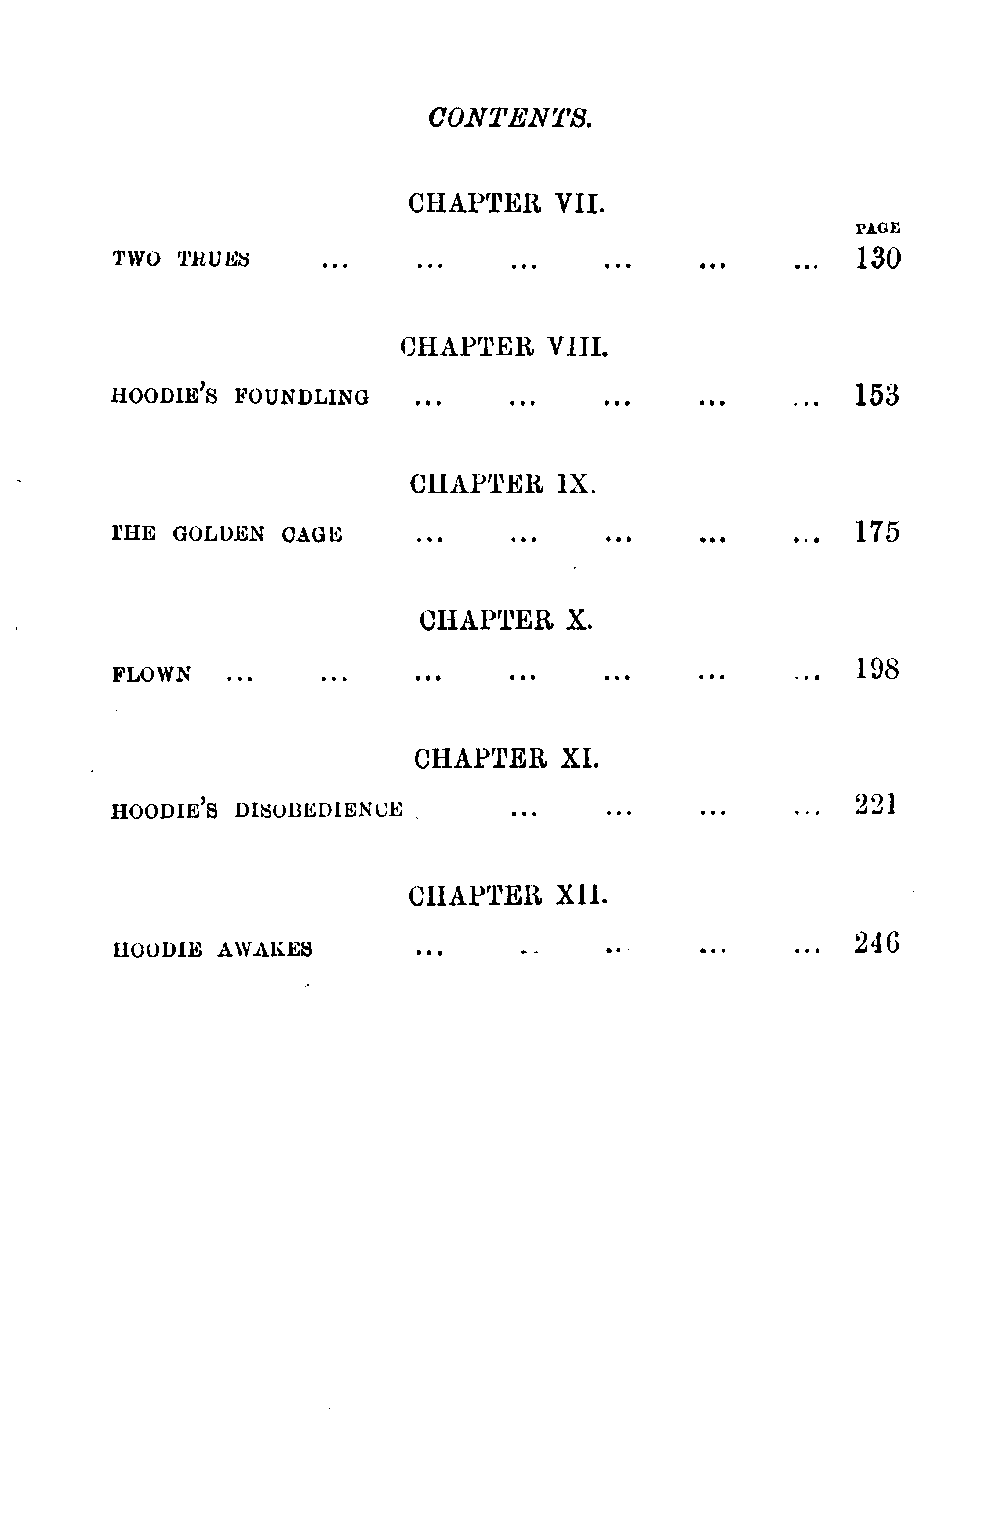 CONTENTS.
CHAPTER VII.
PAGE
TWO TRUES ... ... ... ... ... ... 130
CHAPTER VIII.
HOODIE'S FOUNDLING ... ... ... ... ... 153
CHAPTER IX.
THE GOLDEN CAGE ... ... ... ... ... 175
CHAPTER X.
FLOWN ... ... ... ... ... ... ... 198
CHAPTER XI.
HOODIE'S DISOBEDIENCE ... ... ... ... 221
CHAPTER XII.
HOODIE AWAKES ... .. .. ... ... 246